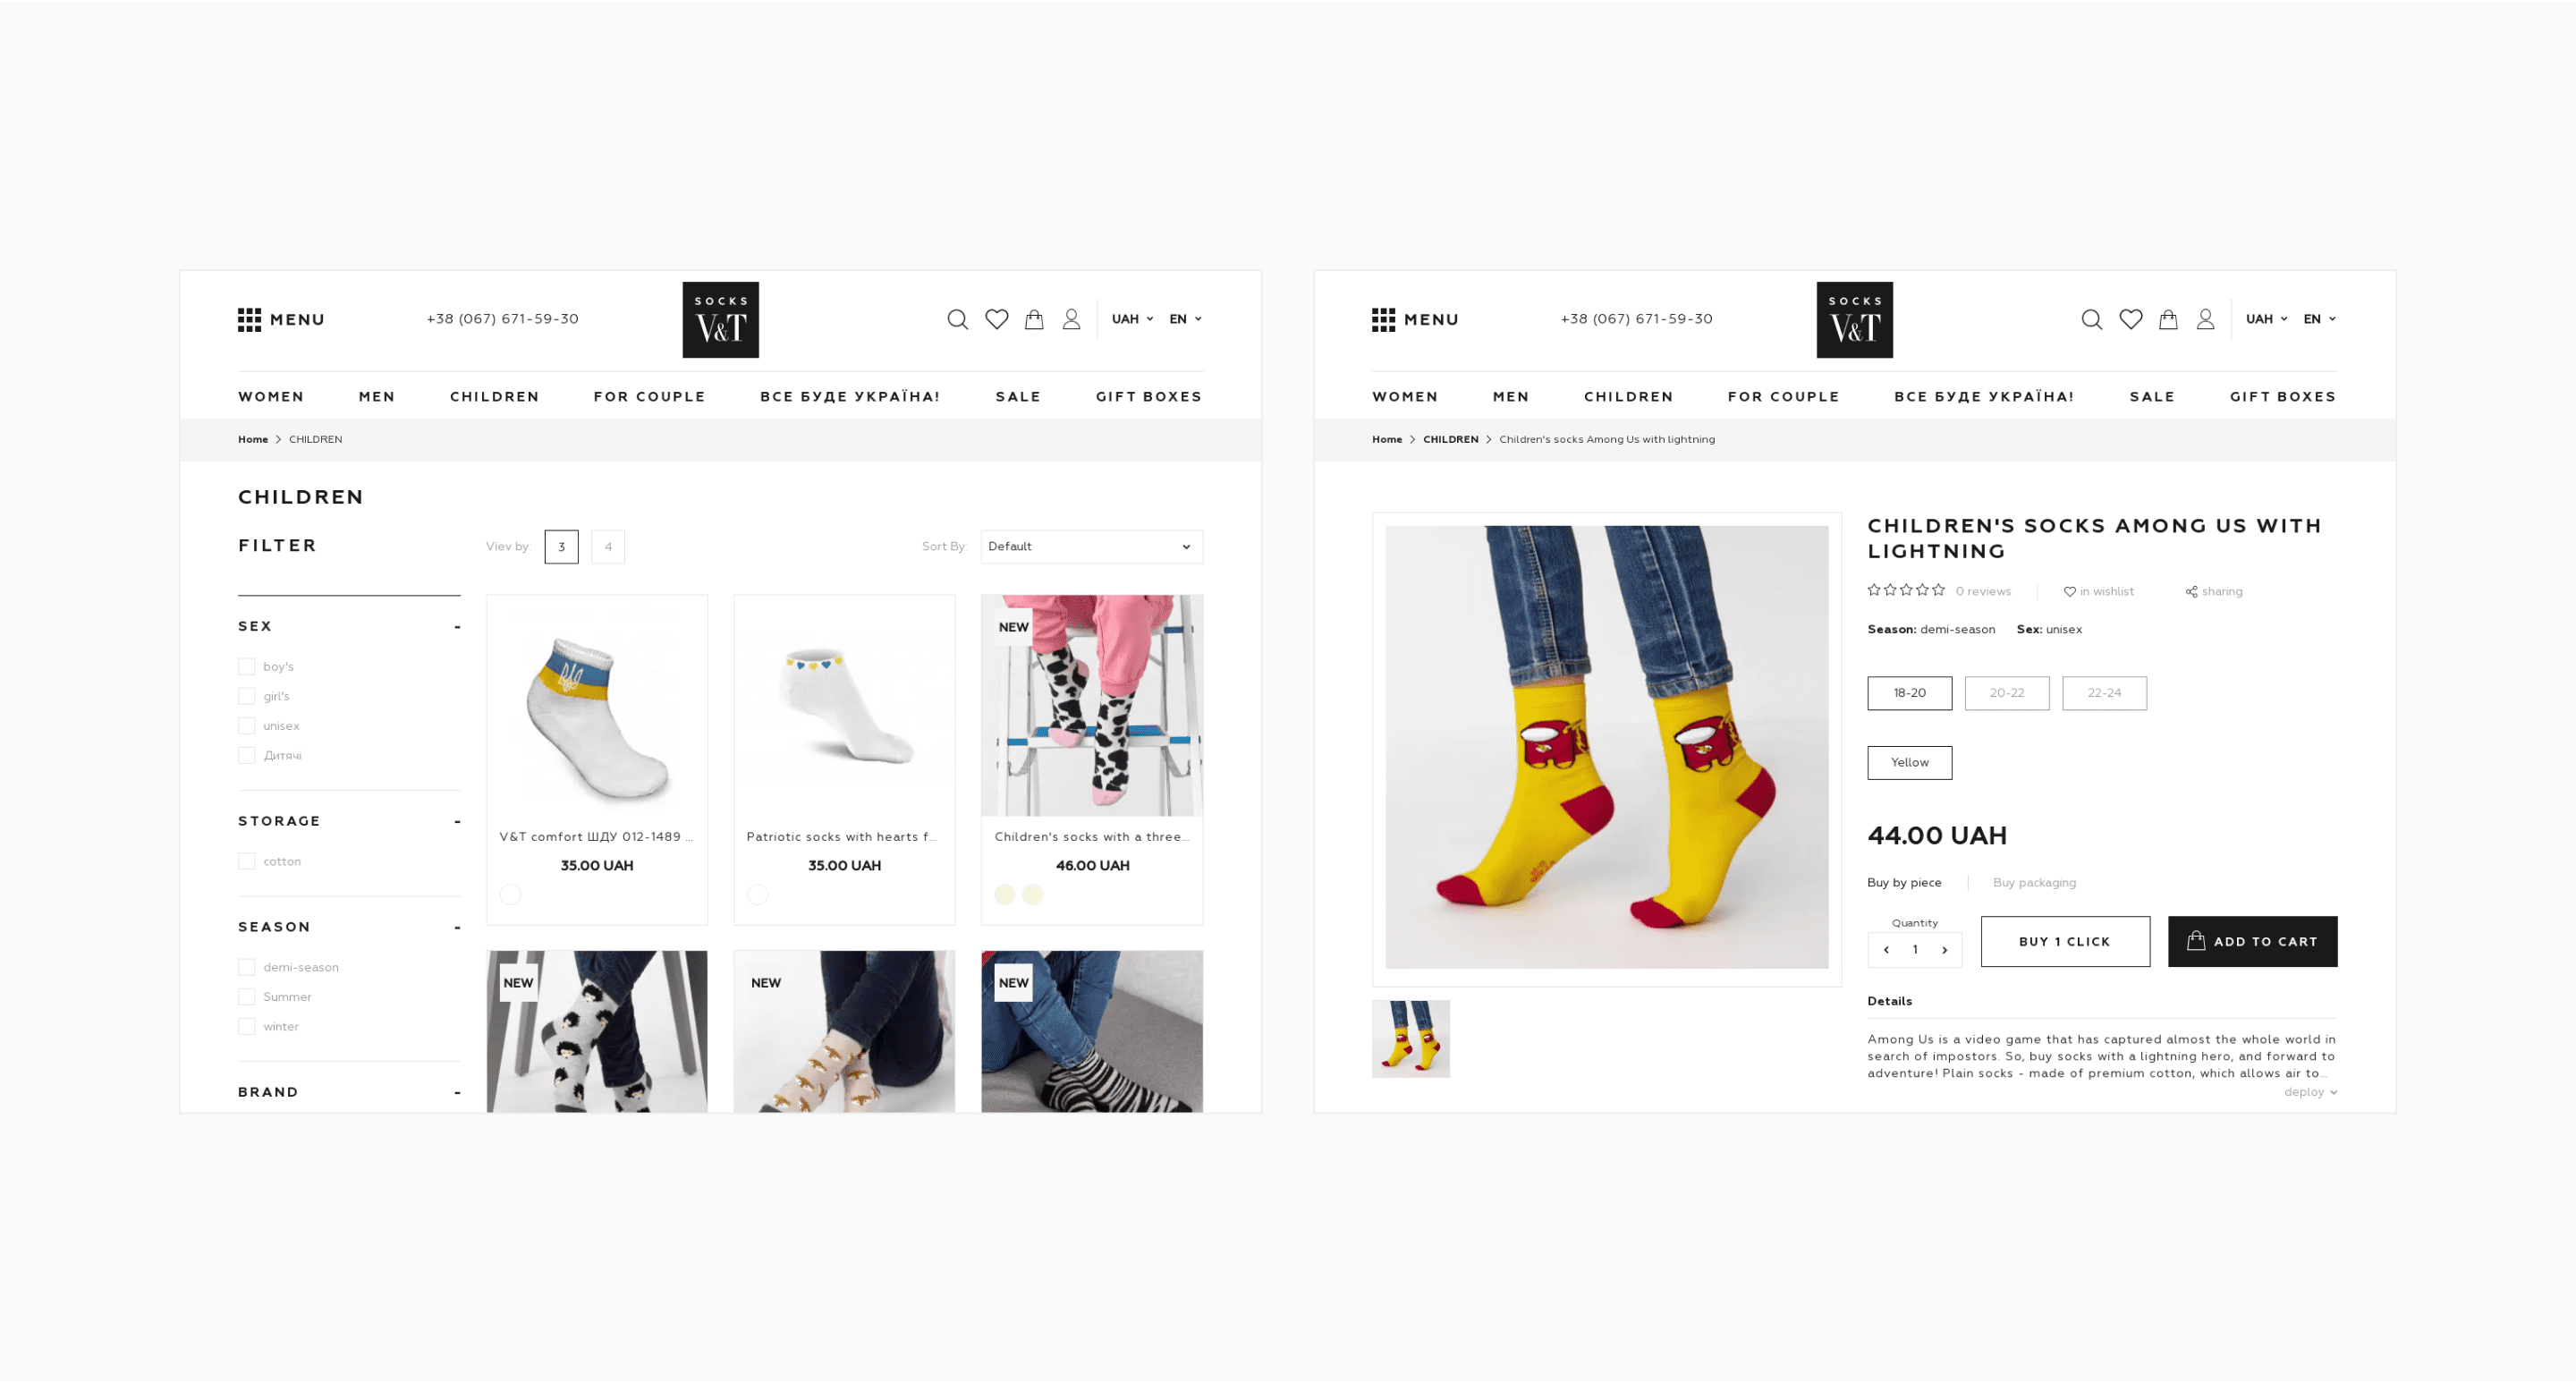 MENU
+38 (067) 671-59-30
SOCKS
V&T
UAH
EN
WOMEN
MEN
CHILDREN
FOR COUPLE
ВСЕ БУДЕ УКРАЇНА!
SALE
GIFT BOXES
Home > CHILDREN
CHILDREN
FILTER
Viev by:
3
4
Sort By:
Default
SEX -
boy's
girl's
unisex
Дитячі
STORAGE -
cotton
SEASON -
demi-season
Summer
winter
BRAND -
V&T comfort ШДУ 012-1489 ...
35.00 UAH
Patriotic socks with hearts f...
35.00 UAH
NEW
Children's socks with a three...
46.00 UAH
NEW
NEW
NEW
MENU
+38 (067) 671-59-30
SOCKS
V&T
UAH
EN
WOMEN
MEN
CHILDREN
FOR COUPLE
ВСЕ БУДЕ УКРАЇНА!
SALE
GIFT BOXES
Home > CHILDREN > Children's socks Among Us with lightning
CHILDREN'S SOCKS AMONG US WITH
LIGHTNING
0 reviews
in wishlist
sharing
Season: demi-season
Sex: unisex
18-20
20-22
22-24
Yellow
44.00 UAH
Buy by piece
Buy packaging
Quantity
1
BUY 1 CLICK
ADD TO CART
Details
Among Us is a video game that has captured almost the whole world in
search of impostors. So, buy socks with a lightning hero, and forward to
adventure! Plain socks - made of premium cotton, which allows air to...
deploy